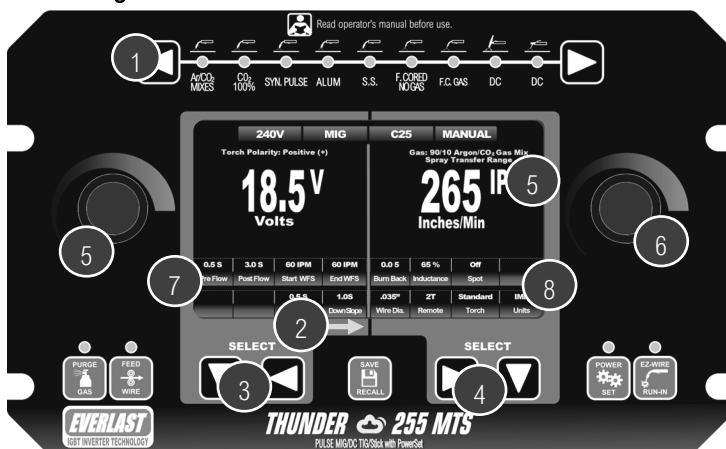 Read operator's manual before use.
1
Ar/CO2 MIXES CO2 100% SYN. PULSE ALUM S.S. F.CORED NO GAS F.C. GAS DC DC
240V MIG C25 MANUAL
Torch Polarity: Positive (+) Gas: 90/10 Argon/CO2 Gas Mix
Spray Transfer Range
18.5 V 265 IP 5
Volts Inches/Min
5 6
0.5 S 3.0 S 60 IPM 60 IPM 0.0 5 65 % Off
7 re Flow Post Flow Start WFS End WFS Burn Back Inductance Spot 8
0.5 S 1.0S .035" 2T Standard IM
2 Down Slope Wire Dia. Remote Torch Units
SELECT SELECT
PURGE GAS FEED WIRE 3 SAVE RECALL 4 POWER SET EZ-WIRE RUN-IN
EVERLAST
IGBT INVERTER TECHNOLOGY
THUNDER 255 MTS
PULSE MIG/DC TIG/Stick with PowerSet